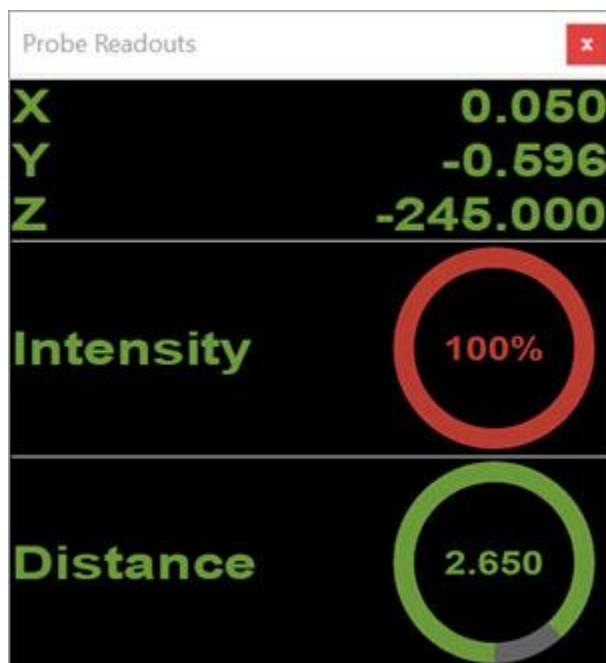 Probe Readouts x
X 0.050
Y -0.596
Z -245.000
Intensity 100%
Distance 2.650